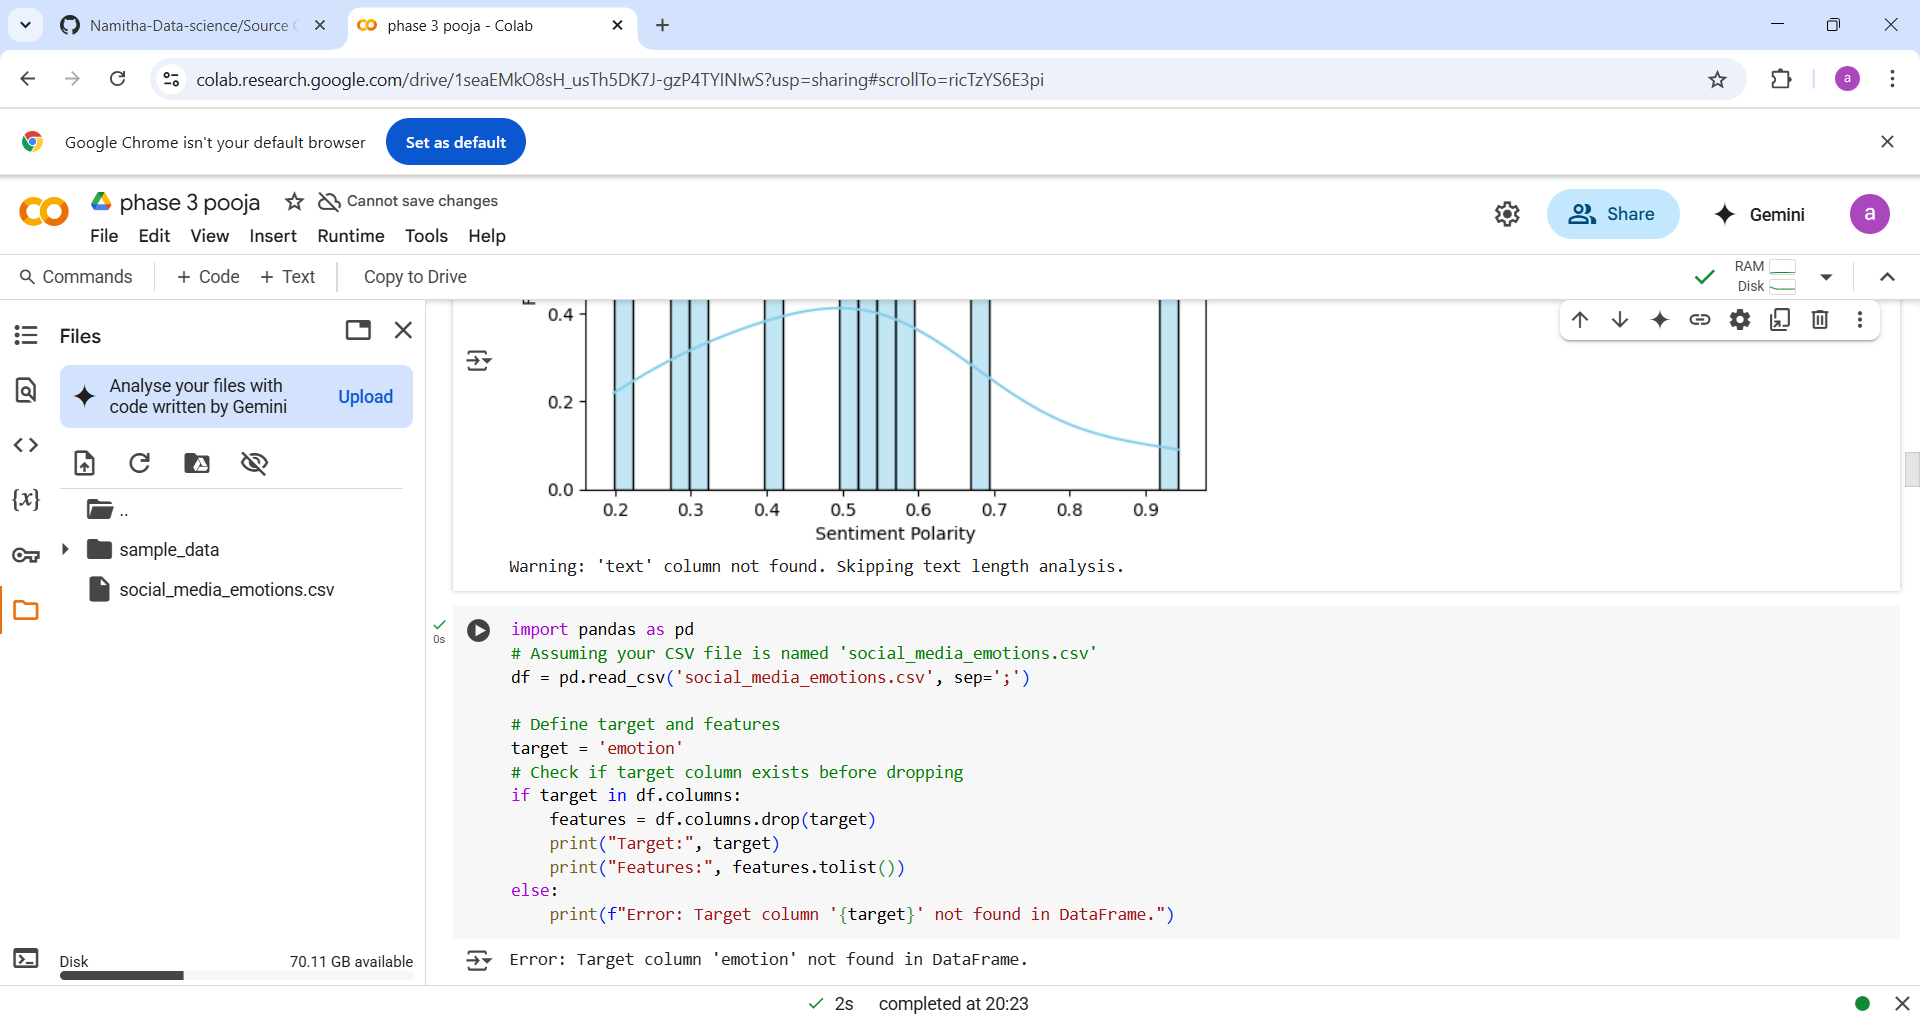 Namitha-Data-science/Source C
phase 3 pooja - Colab
colab.research.google.com/drive/1seaEMkO8sH_usTh5DK7J-gzP4TYINIwS?usp=sharing#scrollTo=ricTzYS6E3pi
a
Google Chrome isn't your default browser
Set as default
phase 3 pooja
Cannot save changes
File Edit View Insert Runtime Tools Help
Share
Gemini
a
Commands
+ Code
+ Text
Copy to Drive
RAM
Disk
Files
Analyse your files with
code written by Gemini
Upload
..
sample_data
social_media_emotions.csv
Disk
70.11 GB available
0.4
0.2
0.0
0.2 0.3 0.4 0.5 0.6 0.7 0.8 0.9
Sentiment Polarity
Warning: 'text' column not found. Skipping text length analysis.
0s
import pandas as pd
# Assuming your CSV file is named 'social_media_emotions.csv'
df = pd.read_csv('social_media_emotions.csv', sep=';')
# Define target and features
target = 'emotion'
# Check if target column exists before dropping
if target in df.columns:
    features = df.columns.drop(target)
    print("Target:", target)
    print("Features:", features.tolist())
else:
    print(f"Error: Target column '{target}' not found in DataFrame.")
Error: Target column 'emotion' not found in DataFrame.
2s completed at 20:23